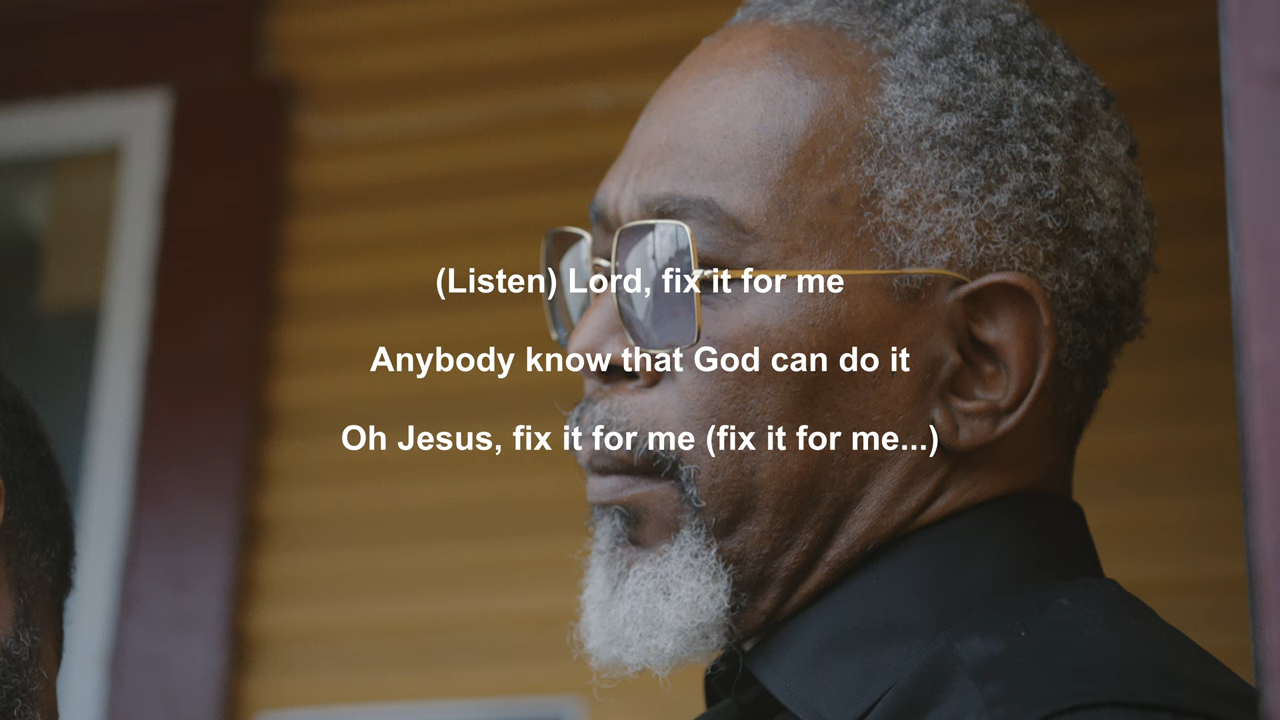 (Listen) Lord, fix it for me
Anybody know that God can do it
Oh Jesus, fix it for me (fix it for me...)